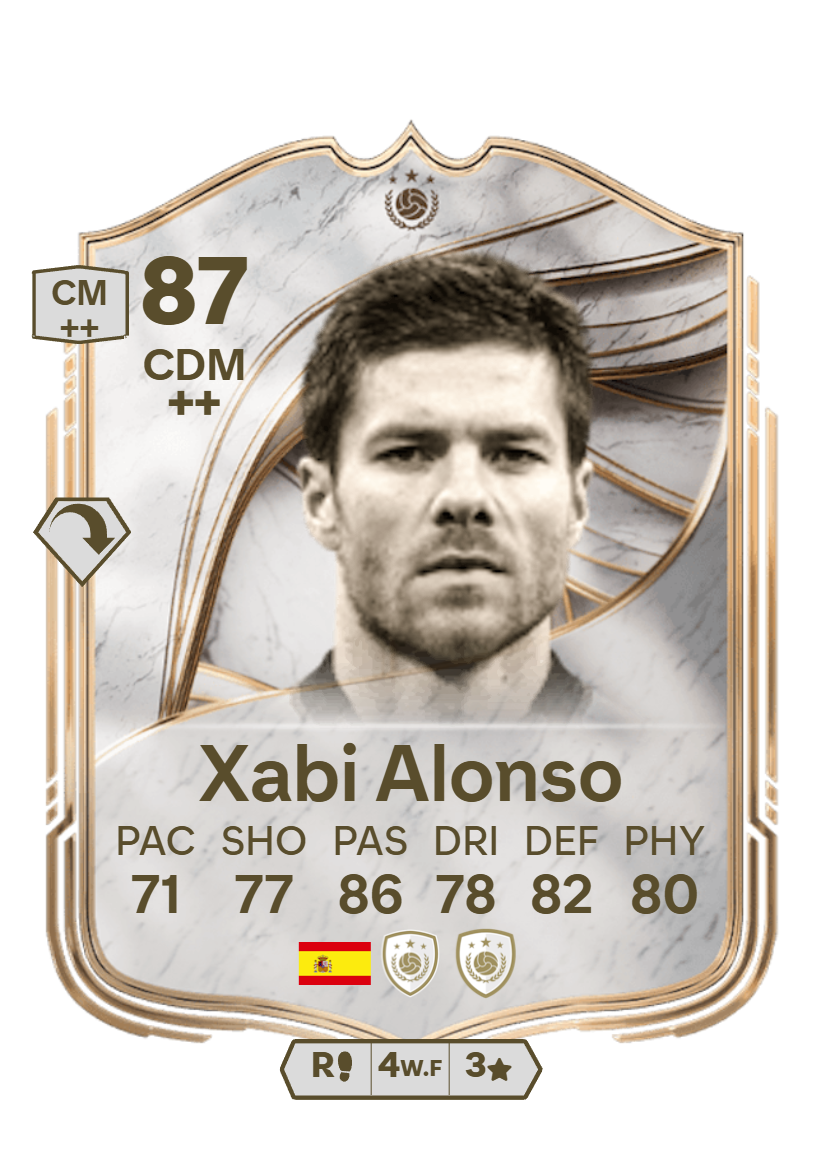 CM
++
87
CDM
++
Xabi Alonso
PAC SHO PAS DRI DEF PHY
71 77 86 78 82 80
R 4W.F 3★